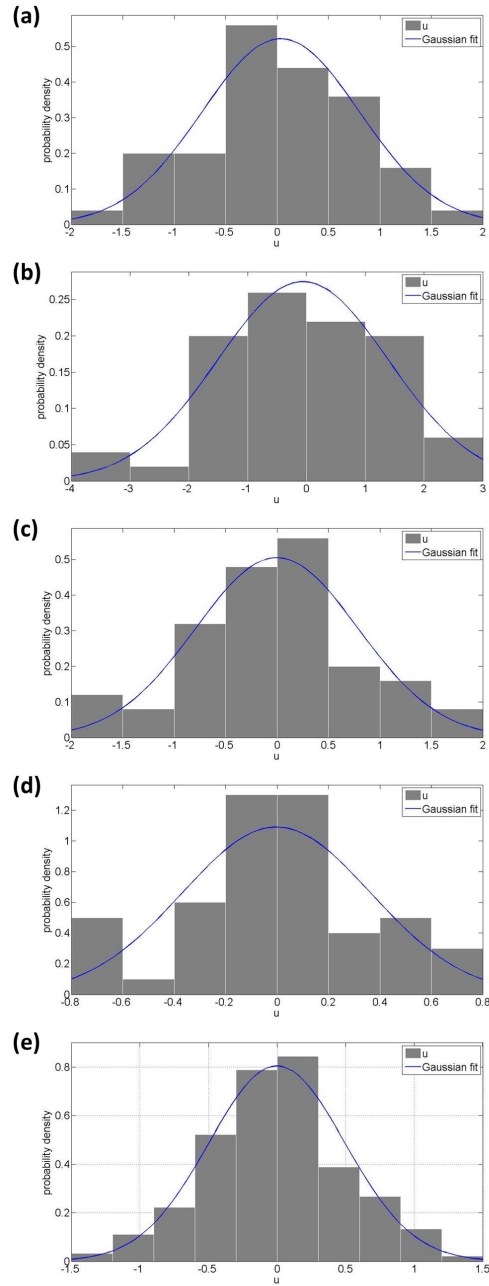 (a)
u
Gaussian fit
probability density
0.5
0.4
0.3
0.2
0.1
0
-2 -1.5 -1 -0.5 0 0.5 1 1.5 2
u
(b)
u
Gaussian fit
probability density
0.25
0.2
0.15
0.1
0.05
0
-4 -3 -2 -1 0 1 2 3
u
(c)
u
Gaussian fit
probability density
0.5
0.4
0.3
0.2
0.1
0
-2 -1.5 -1 -0.5 0 0.5 1 1.5 2
u
(d)
u
Gaussian fit
probability density
1.2
1
0.8
0.6
0.4
0.2
0
-0.8 -0.6 -0.4 -0.2 0 0.2 0.4 0.6 0.8
u
(e)
u
Gaussian fit
probability density
0.8
0.6
0.4
0.2
0
-1.5 -1 -0.5 0 0.5 1 1.5
u